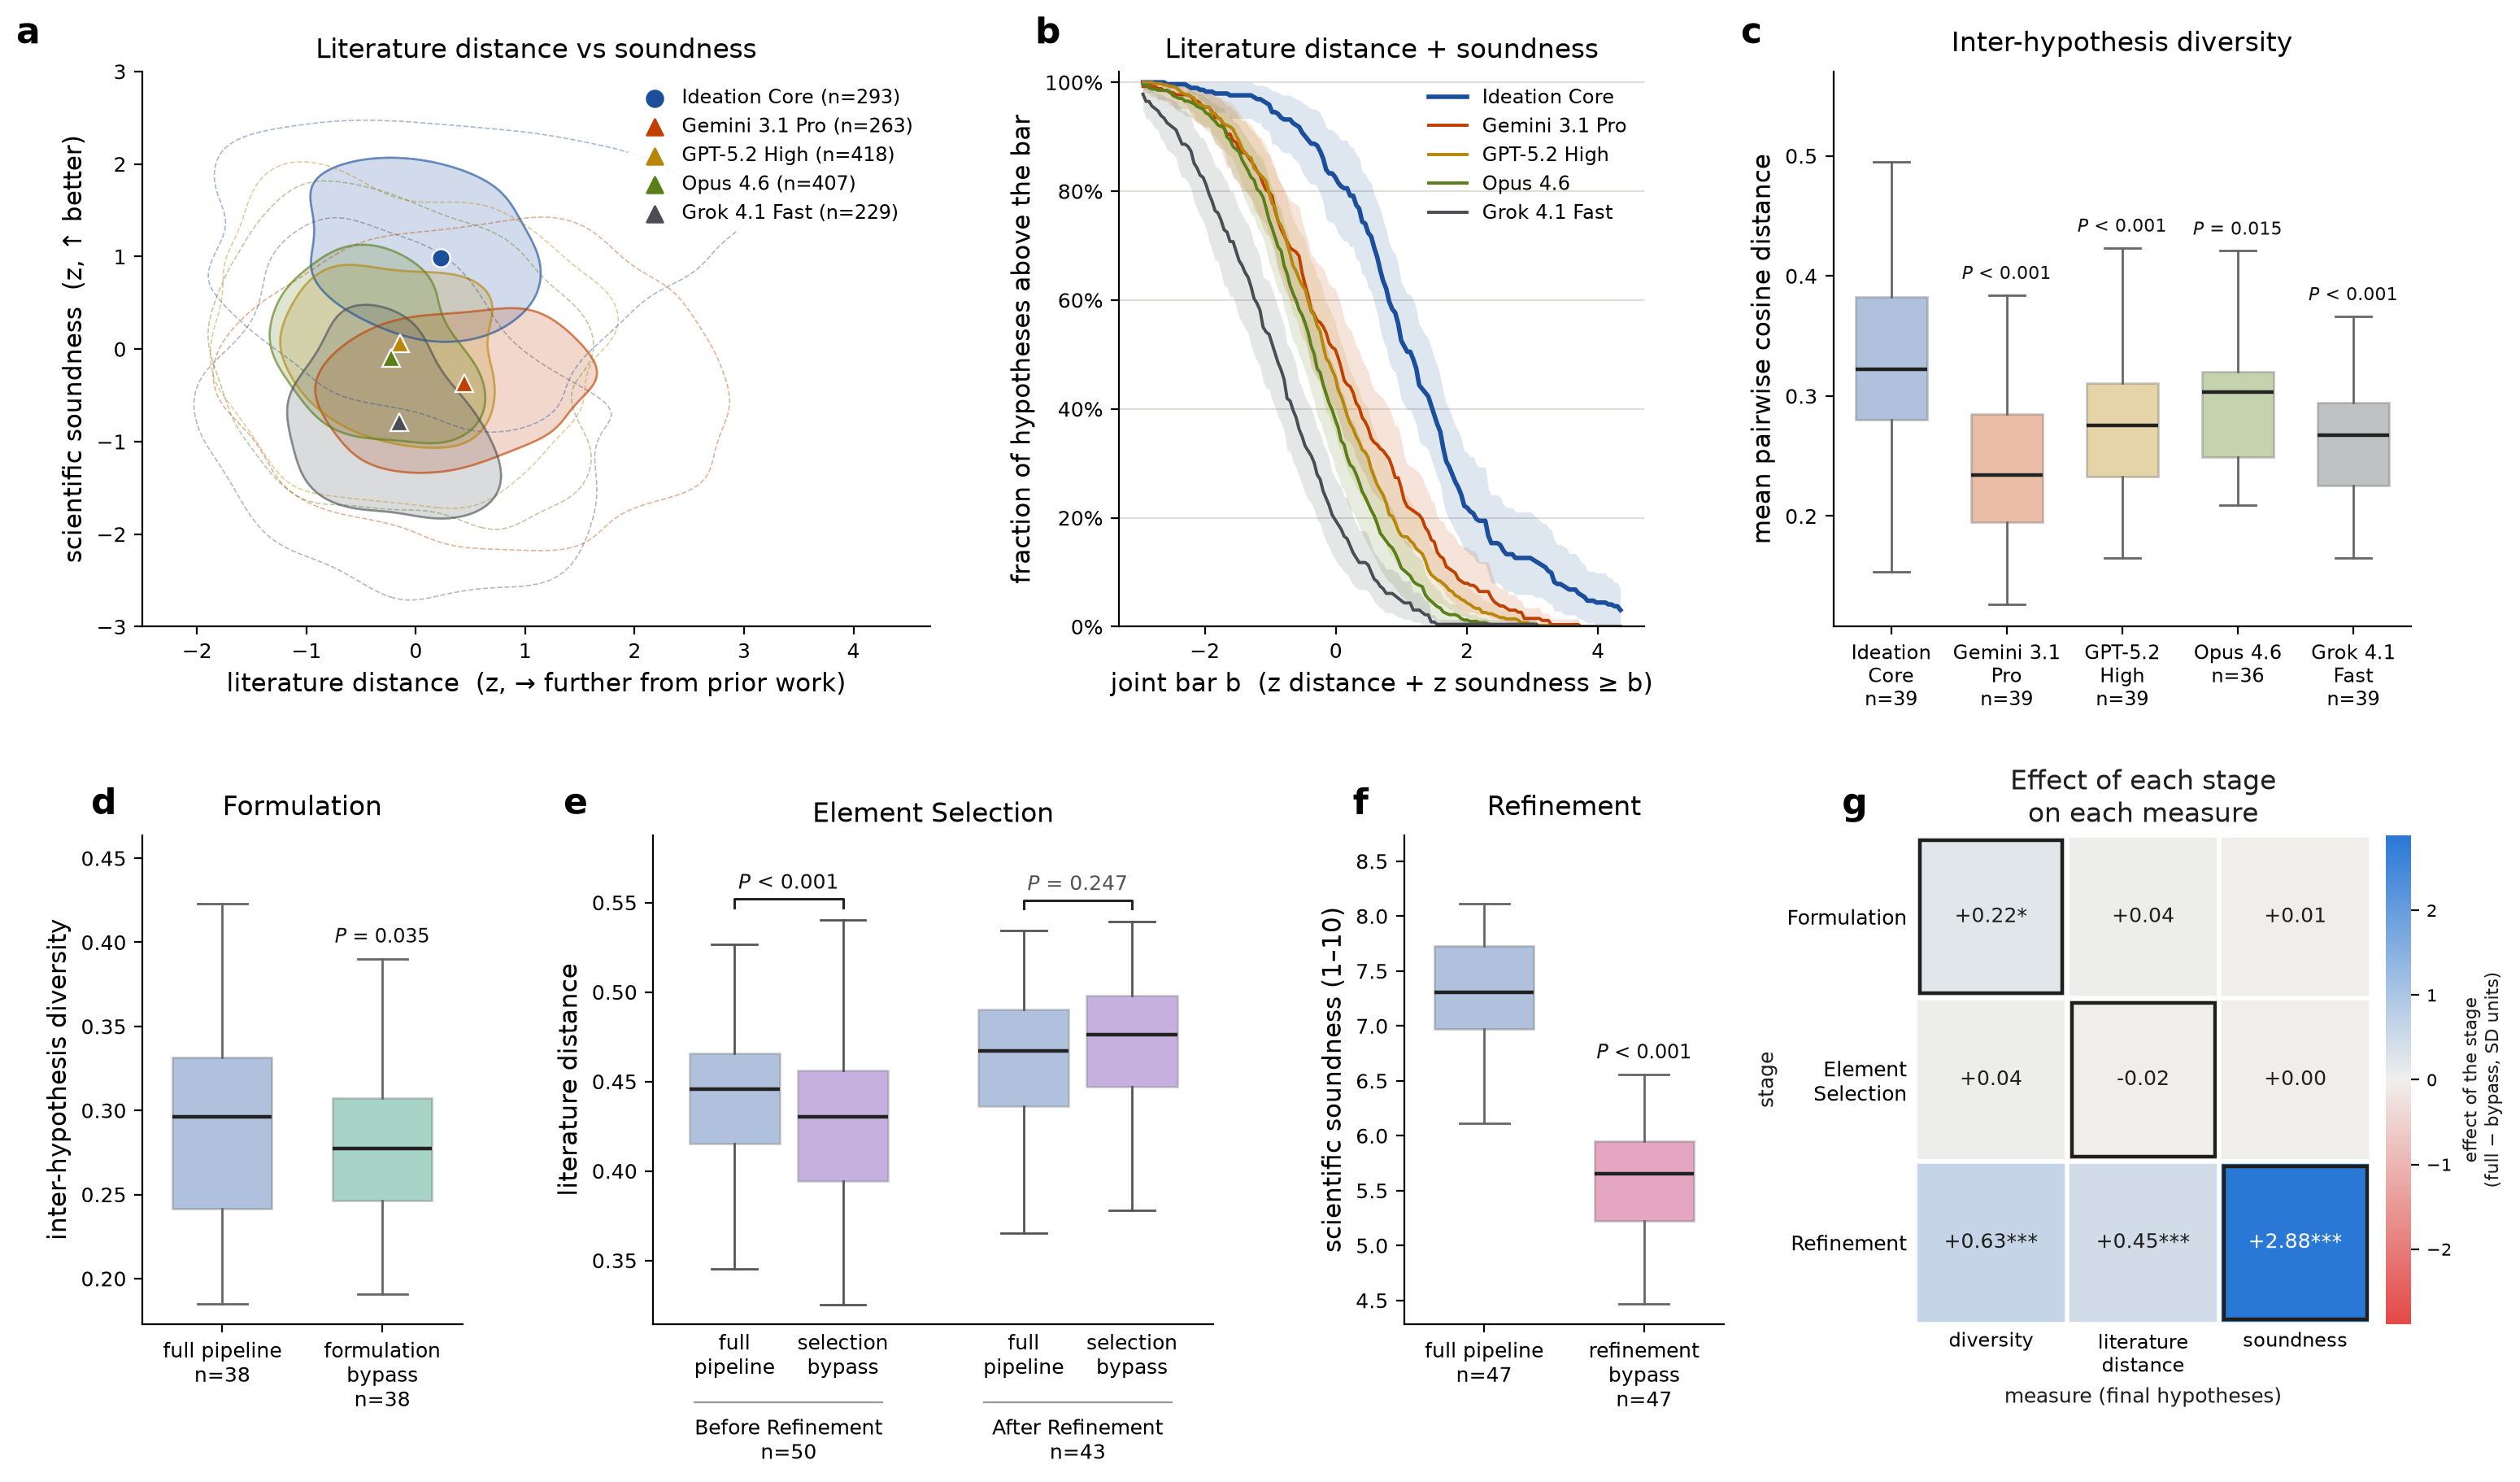 a
Literature distance vs soundness
scientific soundness (z, ↑ better)
3
2
1
0
−1
−2
−3
Ideation Core (n=293)
Gemini 3.1 Pro (n=263)
GPT-5.2 High (n=418)
Opus 4.6 (n=407)
Grok 4.1 Fast (n=229)
−2 −1 0 1 2 3 4
literature distance (z, → further from prior work)
b
Literature distance + soundness
fraction of hypotheses above the bar
100%
80%
60%
40%
20%
0%
Ideation Core
Gemini 3.1 Pro
GPT-5.2 High
Opus 4.6
Grok 4.1 Fast
−2 0 2 4
joint bar b (z distance + z soundness ≥ b)
c
Inter-hypothesis diversity
mean pairwise cosine distance
0.5
0.4
0.3
0.2
P < 0.001
P < 0.001
P = 0.015
P < 0.001
Ideation
Core
n=39
Gemini 3.1
Pro
n=39
GPT-5.2
High
n=39
Opus 4.6
n=36
Grok 4.1
Fast
n=39
d
Formulation
inter-hypothesis diversity
0.45
0.40
0.35
0.30
0.25
0.20
P = 0.035
full pipeline
n=38
formulation
bypass
n=38
e
Element Selection
literature distance
0.55
0.50
0.45
0.40
0.35
P < 0.001
P = 0.247
full
pipeline
selection
bypass
full
pipeline
selection
bypass
Before Refinement
n=50
After Refinement
n=43
f
Refinement
scientific soundness (1–10)
8.5
8.0
7.5
7.0
6.5
6.0
5.5
5.0
4.5
P < 0.001
full pipeline
n=47
refinement
bypass
n=47
g
Effect of each stage
on each measure
stage
Formulation
+0.22* +0.04 +0.01
Element
Selection
+0.04 -0.02 +0.00
Refinement
+0.63*** +0.45*** +2.88***
diversity
literature
distance
soundness
measure (final hypotheses)
2
1
0
−1
−2
effect of the stage
(full − bypass, SD units)